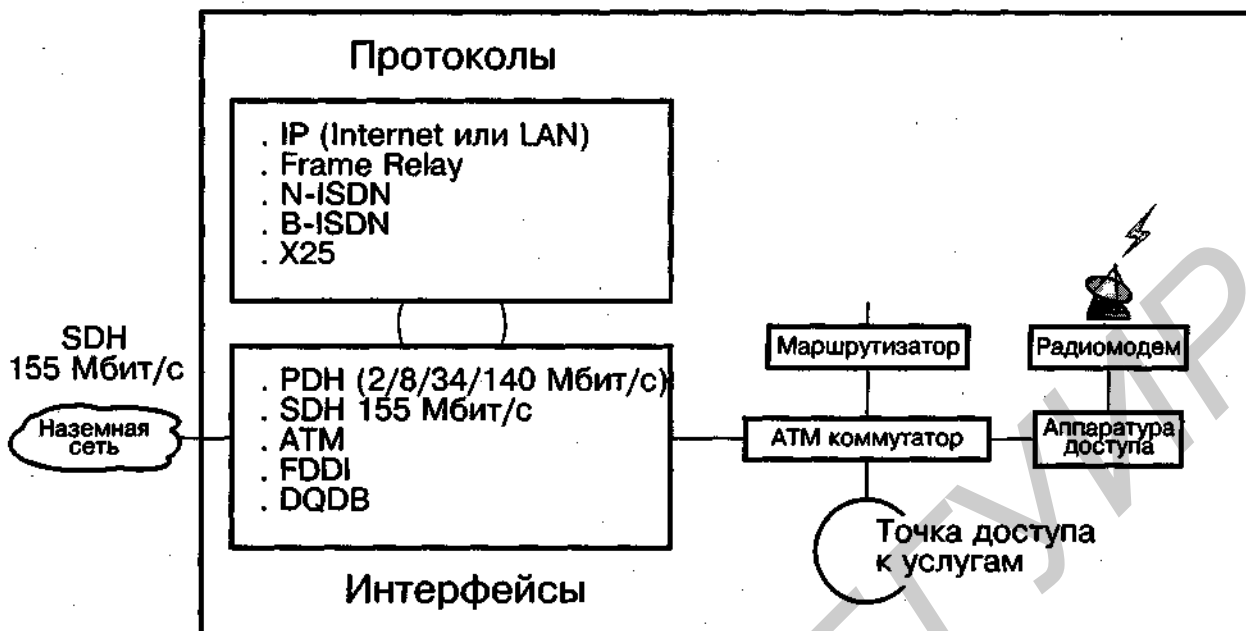 Протоколы
. IP (Internet или LAN)
. Frame Relay
. N-ISDN
. B-ISDN
. X25
SDH
155 Мбит/с
Наземная
сеть
. PDH (2/8/34/140 Мбит/с)
. SDH 155 Мбит/с
. ATM
. FDDI
. DQDB
Интерфейсы
Маршрутизатор
Радиомодем
ATM коммутатор
Аппаратура
доступа
Точка доступа
к услугам
ГУИР